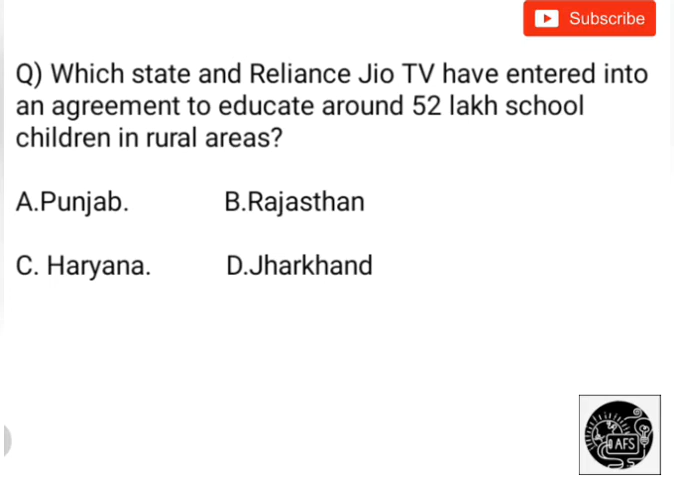 Subscribe
Q) Which state and Reliance Jio TV have entered into
an agreement to educate around 52 lakh school
children in rural areas?
A.Punjab. B.Rajasthan
C. Haryana. D.Jharkhand
AFS